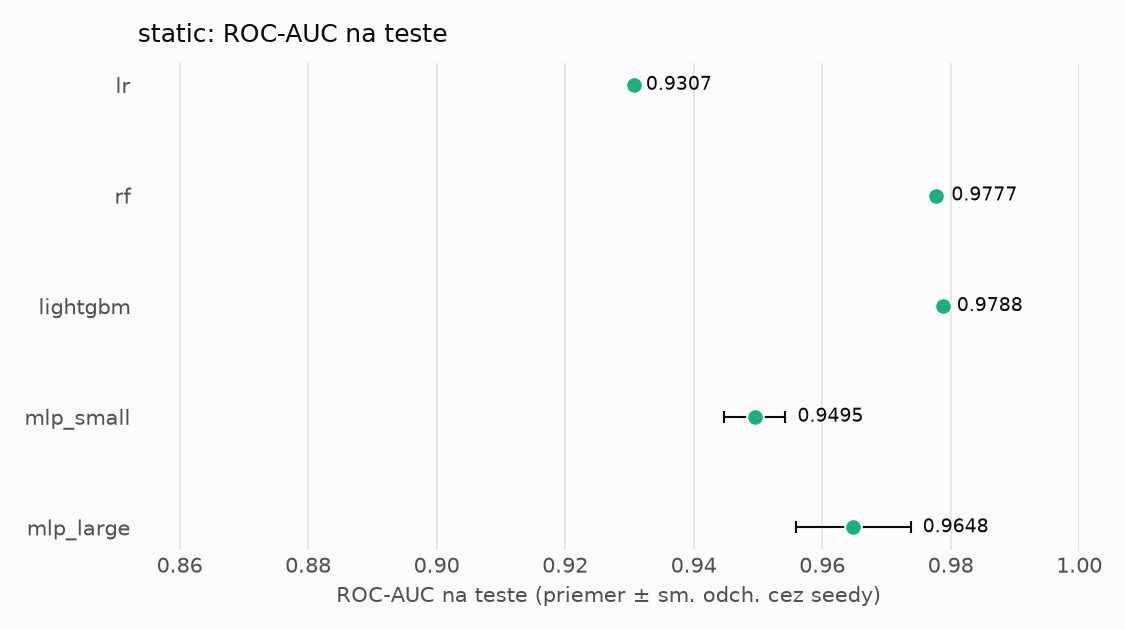 static: ROC-AUC na teste
lr 0.9307
rf 0.9777
lightgbm 0.9788
mlp_small 0.9495
mlp_large 0.9648
0.86 0.88 0.90 0.92 0.94 0.96 0.98 1.00
ROC-AUC na teste (priemer ± sm. odch. cez seedy)